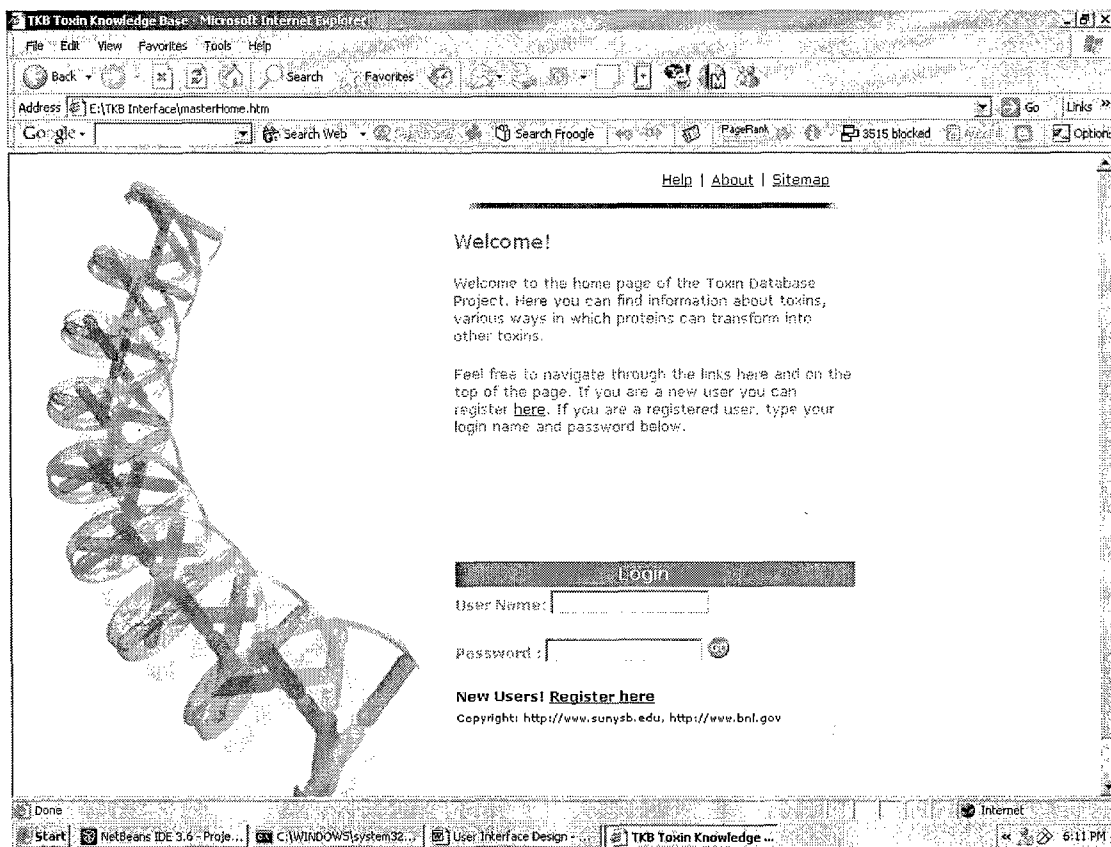 TKB Toxin Knowledge Base - Microsoft Internet Explorer
File Edit View Favorites Tools Help
Back Search Favorites
Address E:\TKB Interface\masterHome.htm Go Links »
Google - Search Web Search Froogle PageRank 3515 blocked Options
Help | About | Sitemap
Welcome!
Welcome to the home page of the Toxin Database
Project. Here you can find information about toxins,
various ways in which proteins can transform into
other toxins.
Feel free to navigate through the links here and on the
top of the page. If you are a new user you can
register here. If you are a registered user, type your
login name and password below.
Login
User Name:
Password :
New Users! Register here
Copyright: http://www.sunysb.edu, http://www.bnl.gov
Done Internet
Start NetBeans IDE 3.6 - Proje... C:\WINDOWS\system32... User Interface Design - ... TKB Toxin Knowledge ... « 6:11 PM